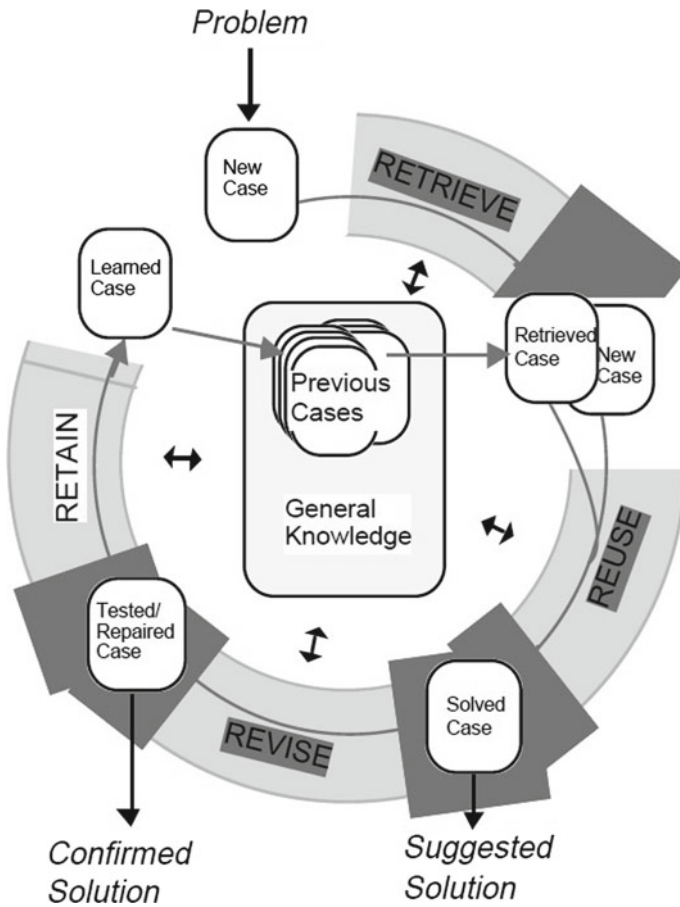 Problem
New
Case
RETRIEVE
Learned
Case
Retrieved
Case
New
Case
Previous
Cases
General
Knowledge
RETAIN
REUSE
Tested/
Repaired
Case
REVISE
Solved
Case
Confirmed
Solution
Suggested
Solution